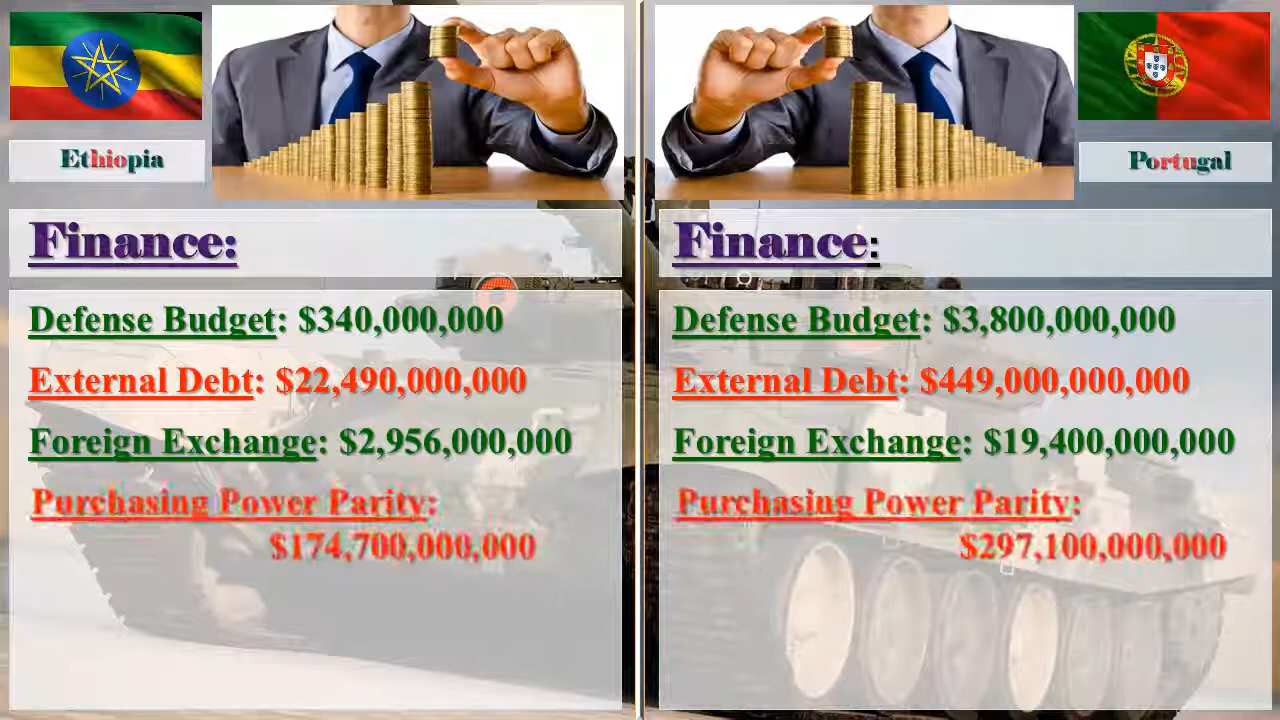 Ethiopia
Finance:
Defense Budget: $340,000,000
External Debt: $22,490,000,000
Foreign Exchange: $2,956,000,000
Purchasing Power Parity:
$174,700,000,000
Portugal
Finance:
Defense Budget: $3,800,000,000
External Debt: $449,000,000,000
Foreign Exchange: $19,400,000,000
Purchasing Power Parity:
$297,100,000,000